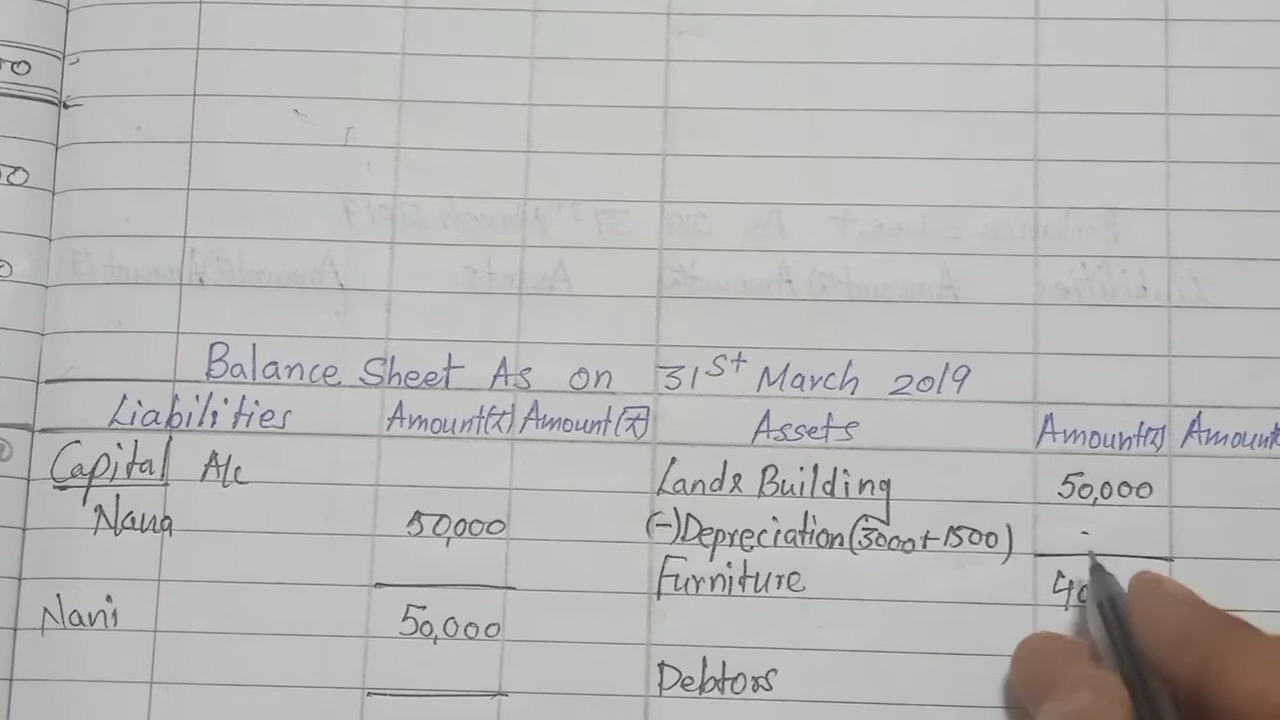 Balance Sheet As on 31st March 2019
Liabilities Amount(₹) Amount(₹) Assets Amount(₹) Amount
Capital A/c Land & Building 50,000
Nana 50,000 (-) Depreciation (3000+1500)
Furniture
Nani 50,000
Debtors